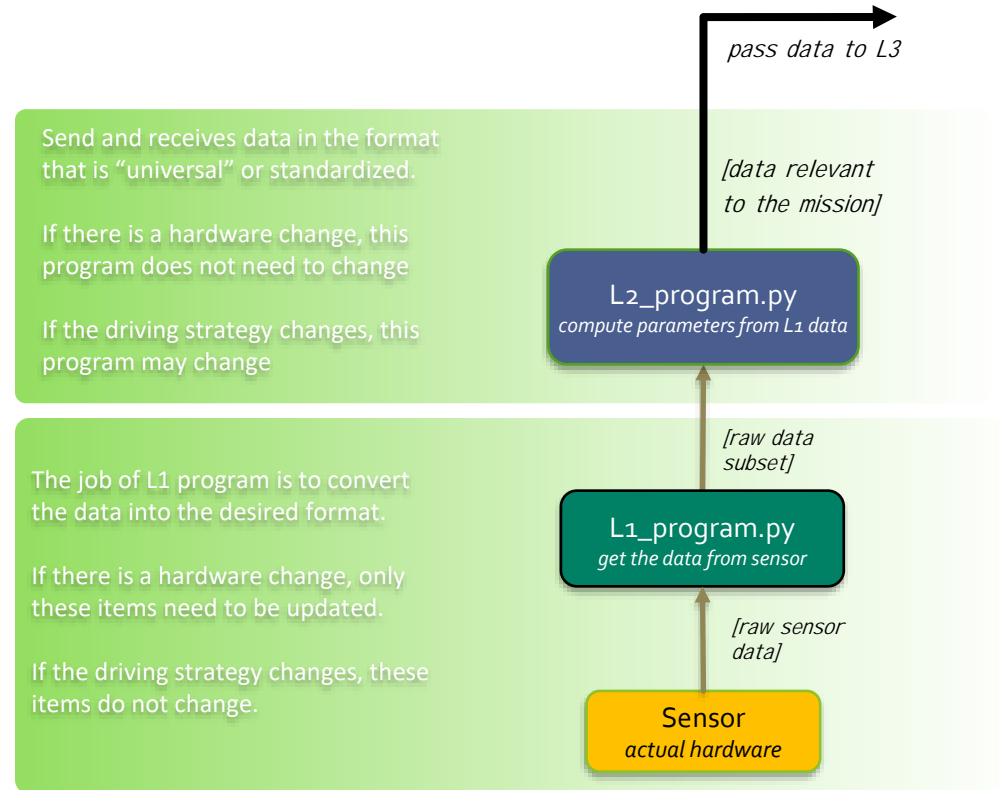 pass data to L3
Send and receives data in the format
that is “universal” or standardized.
If there is a hardware change, this
program does not need to change
If the driving strategy changes, this
program may change
[data relevant
to the mission]
L2_program.py
compute parameters from L1 data
[raw data
subset]
The job of L1 program is to convert
the data into the desired format.
If there is a hardware change, only
these items need to be updated.
If the driving strategy changes, these
items do not change.
L1_program.py
get the data from sensor
[raw sensor
data]
Sensor
actual hardware